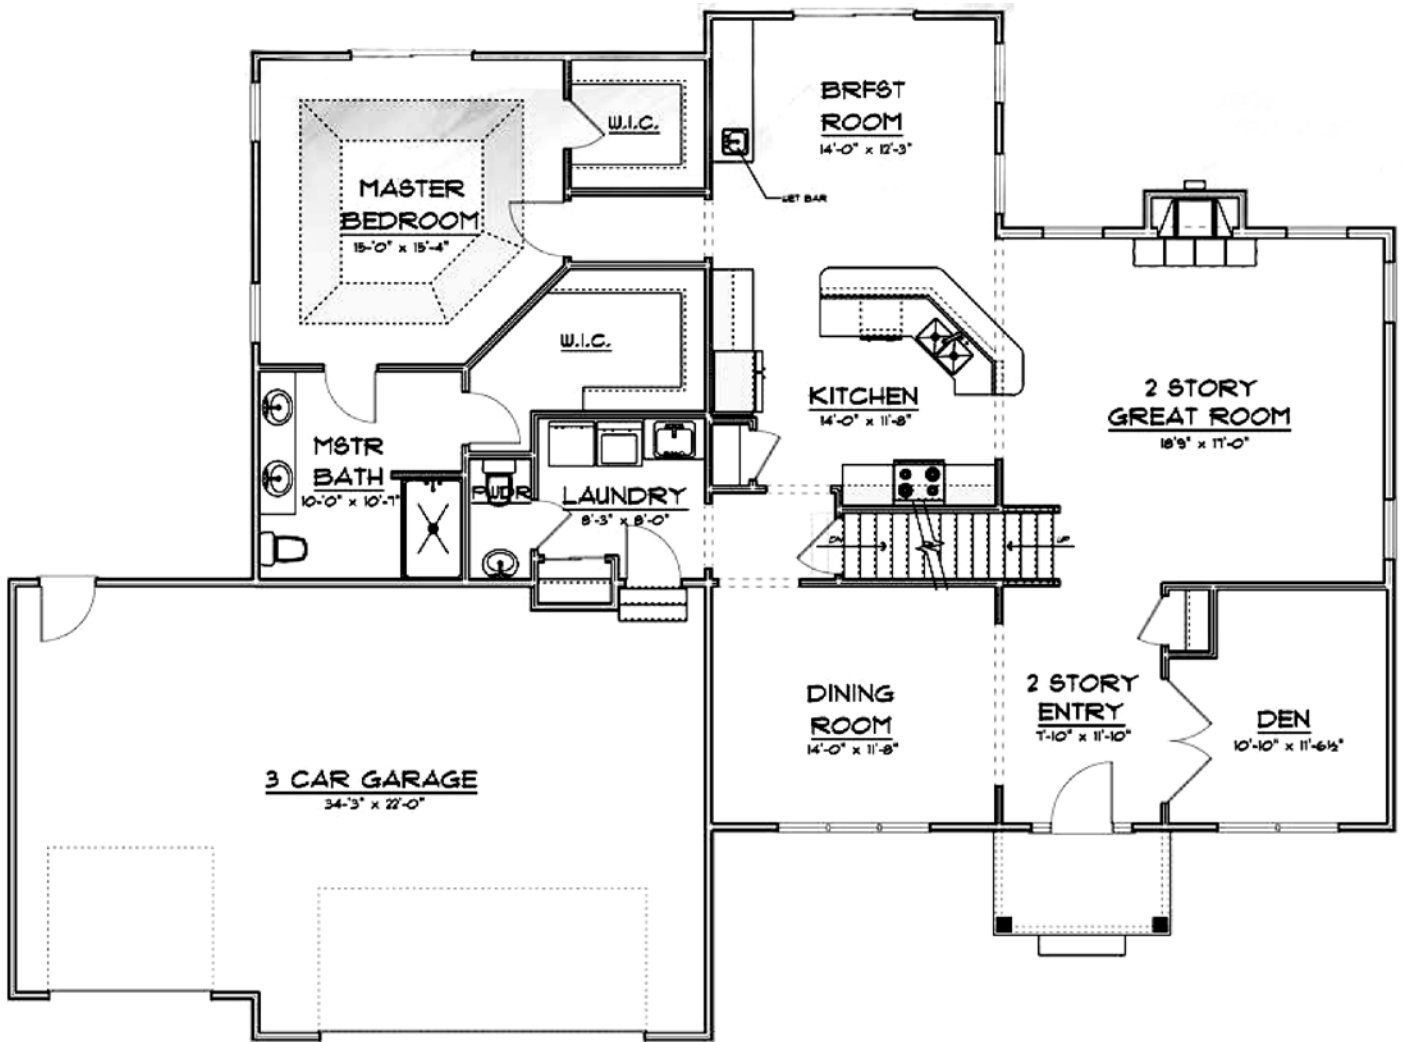 BRFST
ROOM
14'-0" x 12'-3"
W.I.C.
MASTER
BEDROOM
15-'0" x 15'-4"
WET BAR
W.I.C.
KITCHEN
14'-0" x 11'-8"
2 STORY
GREAT ROOM
18'9" x 17'-0"
MSTR
BATH
10-'0" x 10'-7"
PWDR
LAUNDRY
8'-3" x 8'-0"
DN
UP
DINING
ROOM
14'-0" x 11'-8"
2 STORY
ENTRY
7'-10" x 11'-10"
DEN
10'-10" x 11'-6½"
3 CAR GARAGE
34-'3" x 22'-0"